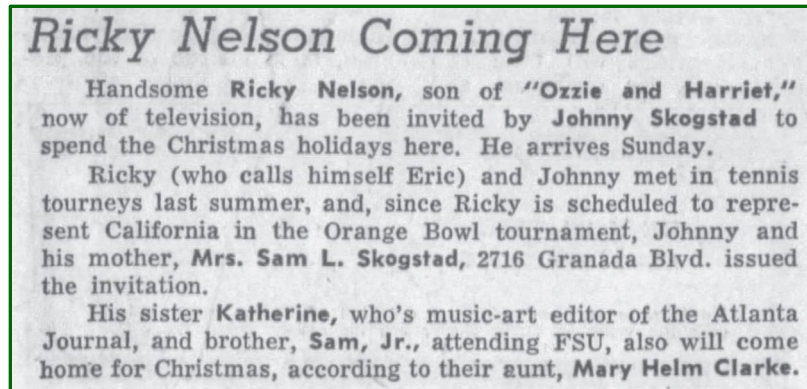 Ricky Nelson Coming Here
Handsome Ricky Nelson, son of "Ozzie and Harriet,"
now of television, has been invited by Johnny Skogstad to
spend the Christmas holidays here. He arrives Sunday.
Ricky (who calls himself Eric) and Johnny met in tennis
tourneys last summer, and, since Ricky is scheduled to repre-
sent California in the Orange Bowl tournament, Johnny and
his mother, Mrs. Sam L. Skogstad, 2716 Granada Blvd. issued
the invitation.
His sister Katherine, who's music-art editor of the Atlanta
Journal, and brother, Sam, Jr., attending FSU, also will come
home for Christmas, according to their aunt, Mary Helm Clarke.